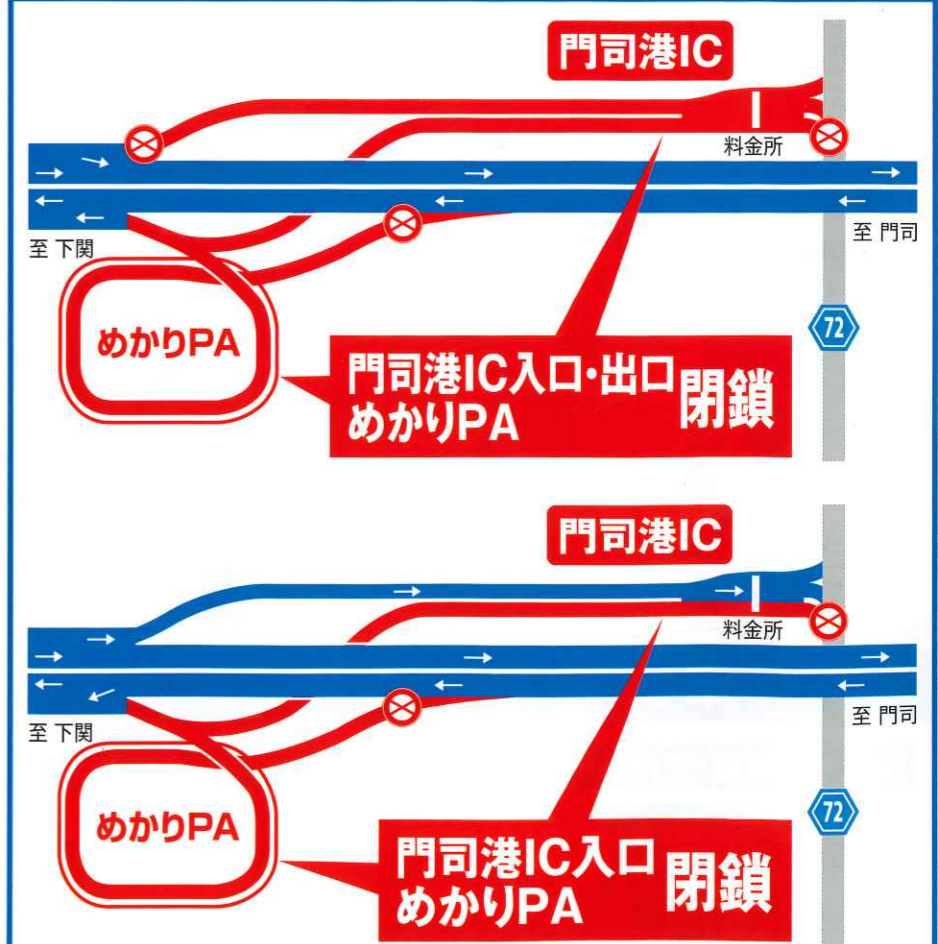 門司港IC
料金所
至 下関
至 門司
めかりPA
72
門司港IC入口・出口
めかりPA
閉鎖
門司港IC
料金所
至 下関
至 門司
めかりPA
72
門司港IC入口
めかりPA
閉鎖